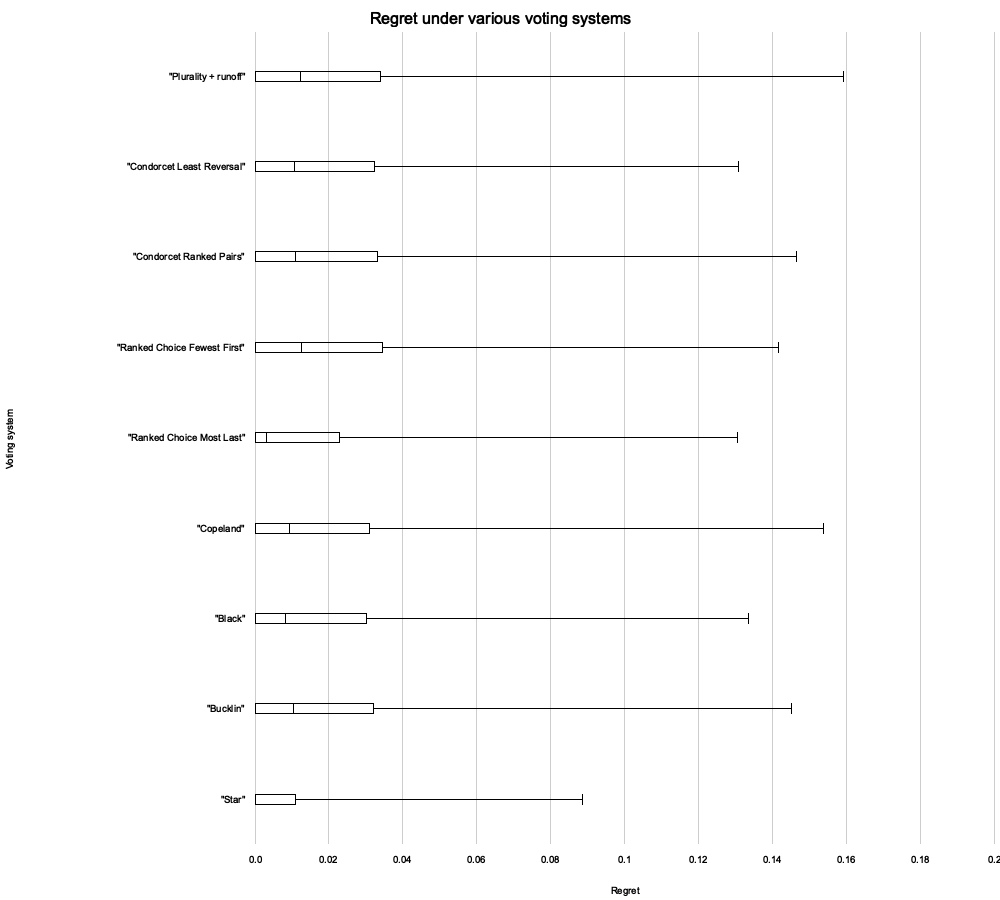 Regret under various voting systems
"Plurality + runoff"
"Condorcet Least Reversal"
"Condorcet Ranked Pairs"
"Ranked Choice Fewest First"
"Ranked Choice Most Last"
"Copeland"
"Black"
"Bucklin"
"Star"
Voting system
0.0 0.02 0.04 0.06 0.08 0.1 0.12 0.14 0.16 0.18 0.2
Regret